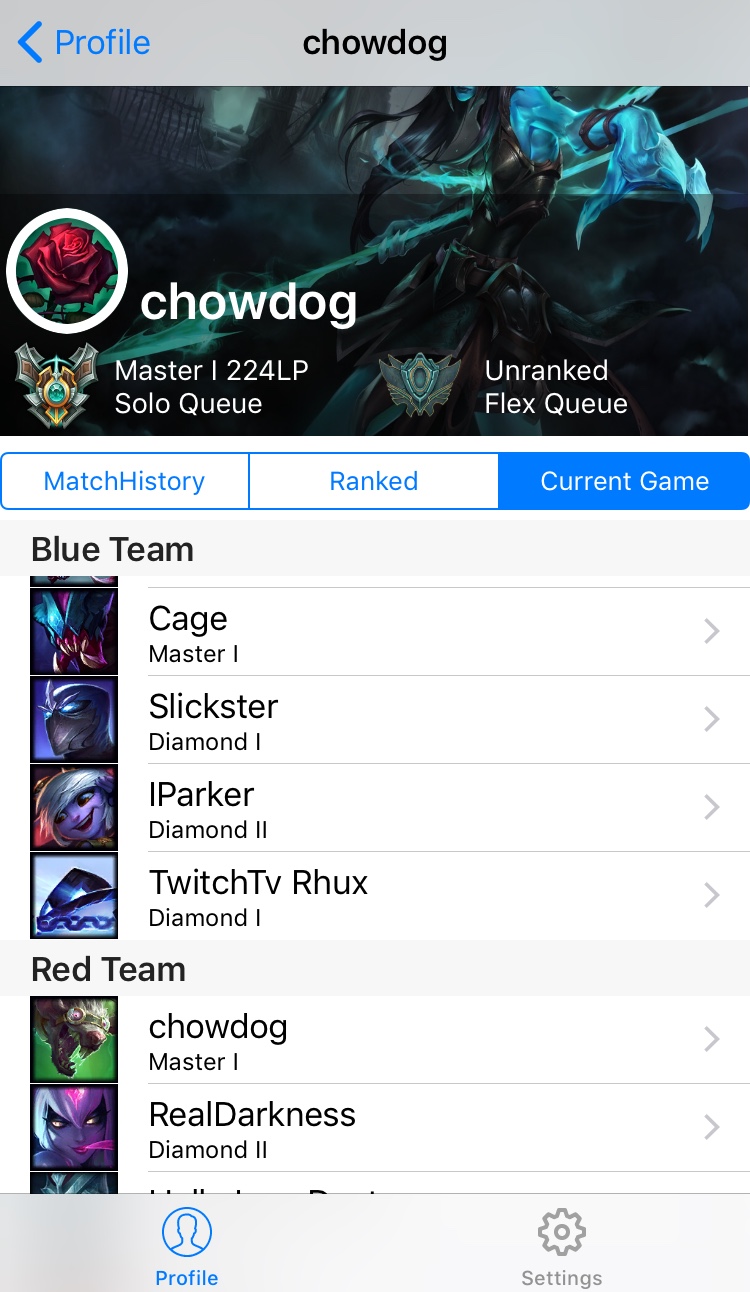 Profile
chowdog
chowdog
Master I 224LP
Solo Queue
Unranked
Flex Queue
MatchHistory
Ranked
Current Game
Blue Team
Cage
Master I
Slickster
Diamond I
IParker
Diamond II
TwitchTv Rhux
Diamond I
Red Team
chowdog
Master I
RealDarkness
Diamond II
Profile
Settings